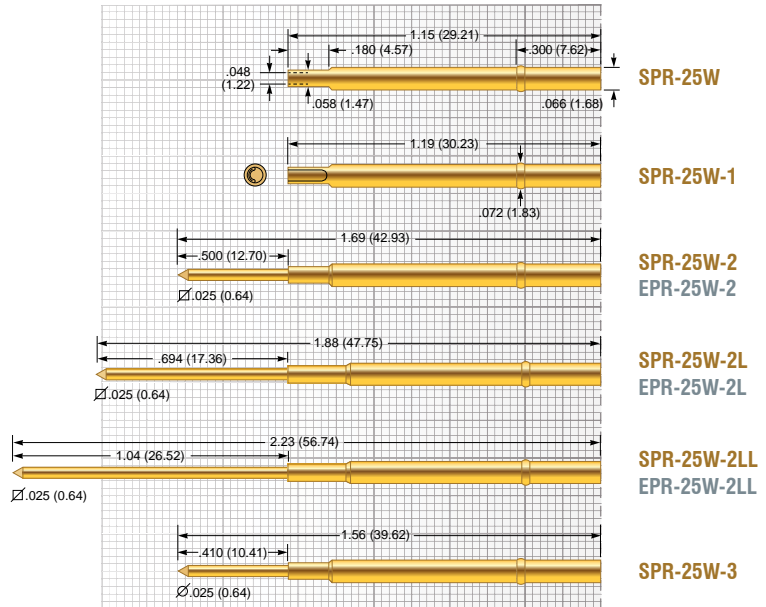 1.15 (29.21)
.180 (4.57)
.300 (7.62)
.048
(1.22)
.058 (1.47)
.066 (1.68)
SPR-25W
1.19 (30.23)
.072 (1.83)
SPR-25W-1
1.69 (42.93)
.500 (12.70)
.025 (0.64)
SPR-25W-2
EPR-25W-2
1.88 (47.75)
.694 (17.36)
.025 (0.64)
SPR-25W-2L
EPR-25W-2L
2.23 (56.74)
1.04 (26.52)
.025 (0.64)
SPR-25W-2LL
EPR-25W-2LL
1.56 (39.62)
.410 (10.41)
∅.025 (0.64)
SPR-25W-3